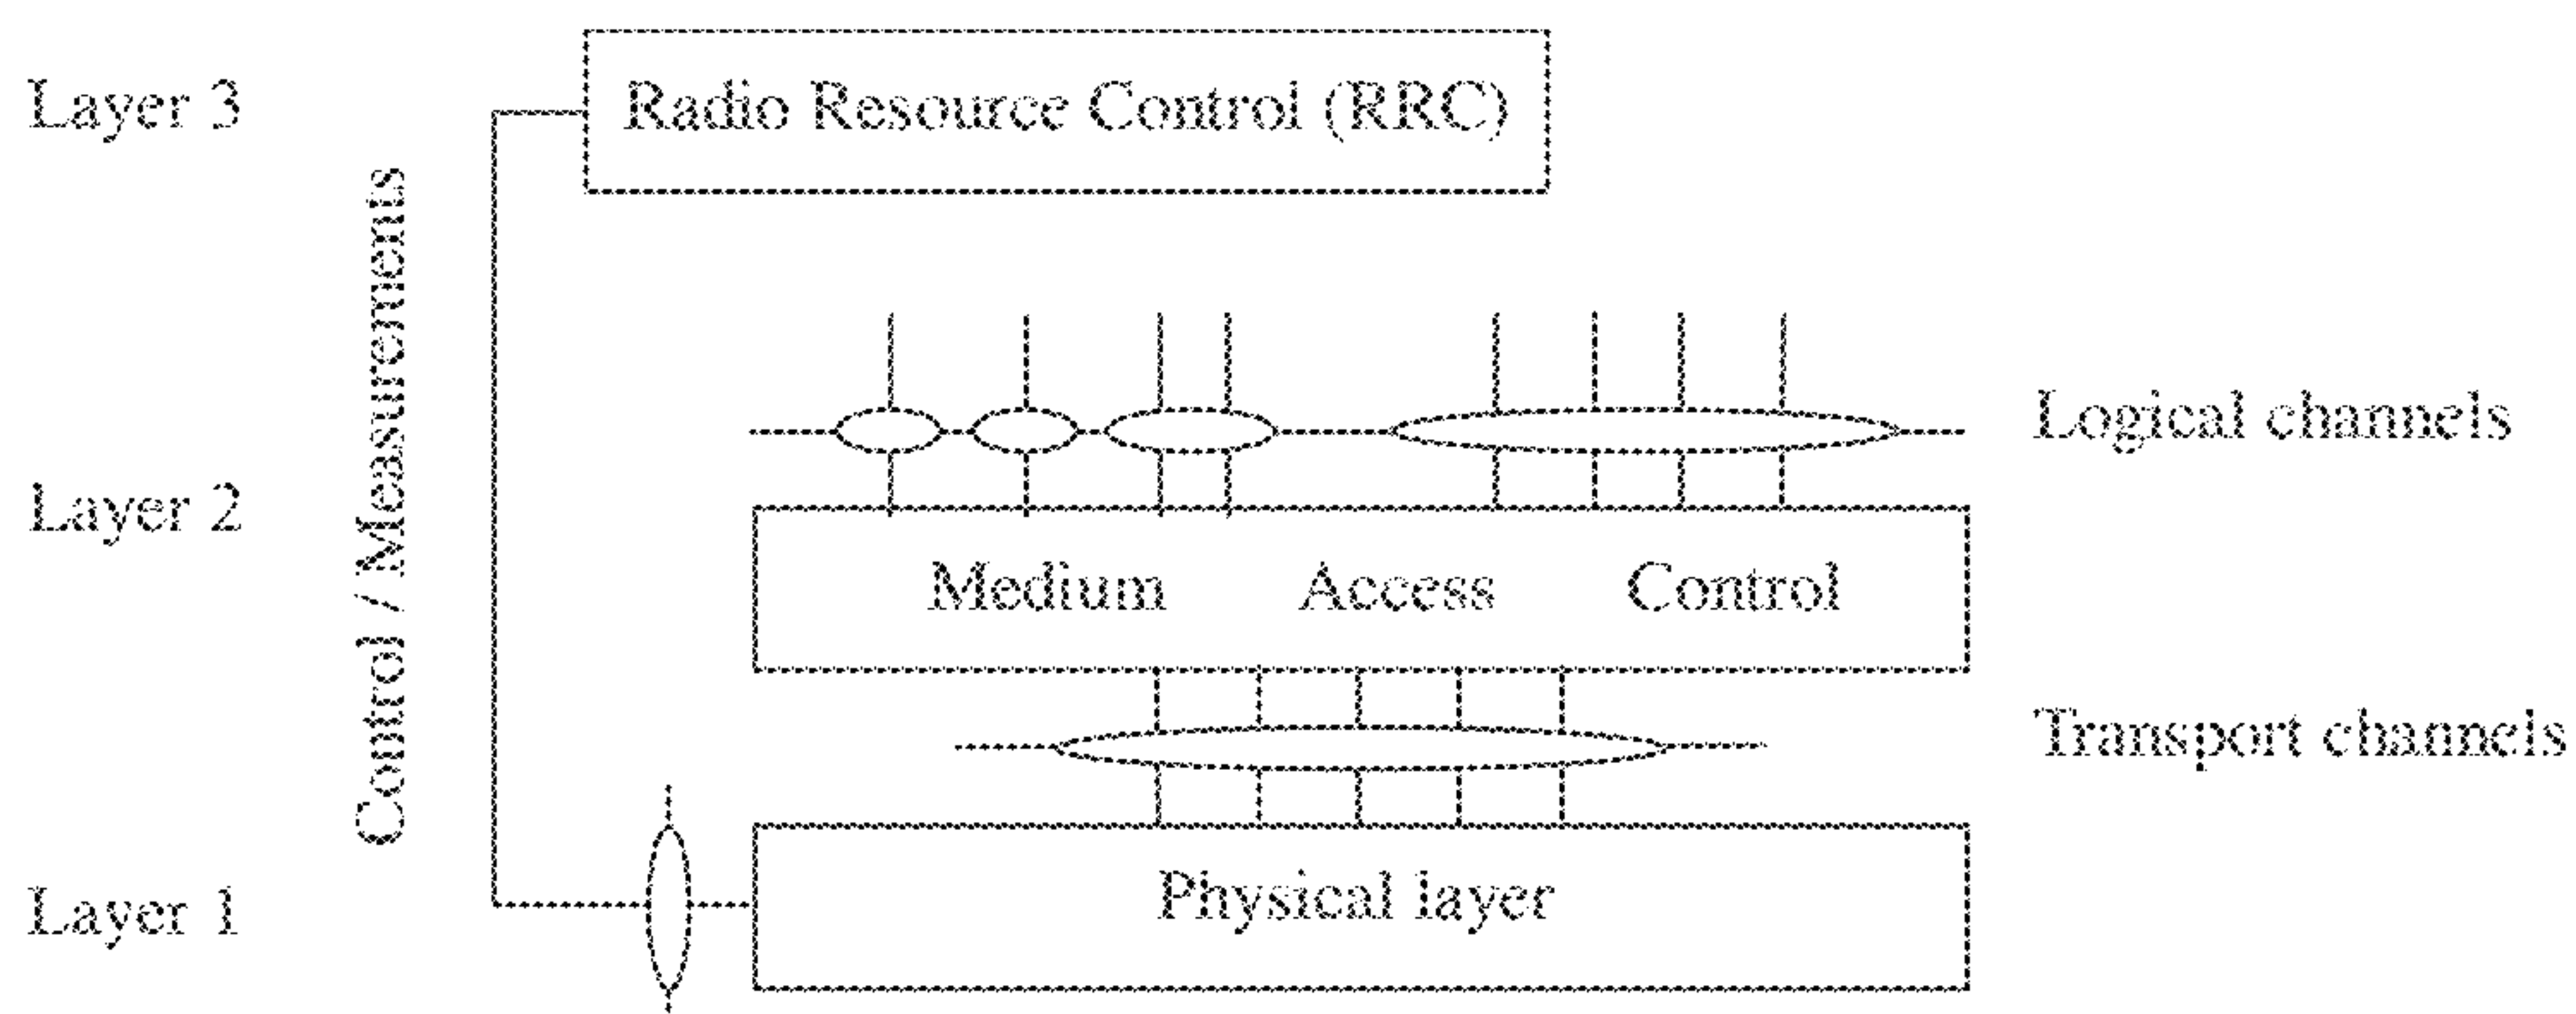 Layer 3
Radio Resource Control (RRC)
Control / Measurements
Logical channels
Layer 2
Medium Access Control
Transport channels
Layer 1
Physical layer